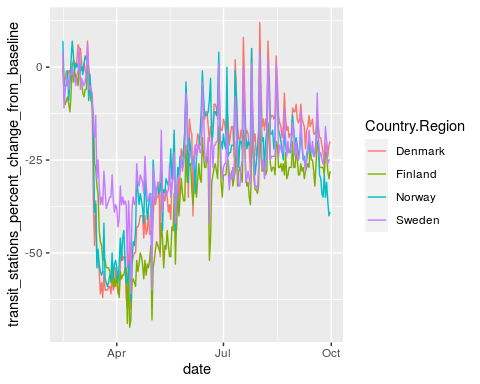 transit_stations_percent_change_from_baseline
0
-25
-50
Apr
Jul
Oct
date
Country.Region
Denmark
Finland
Norway
Sweden